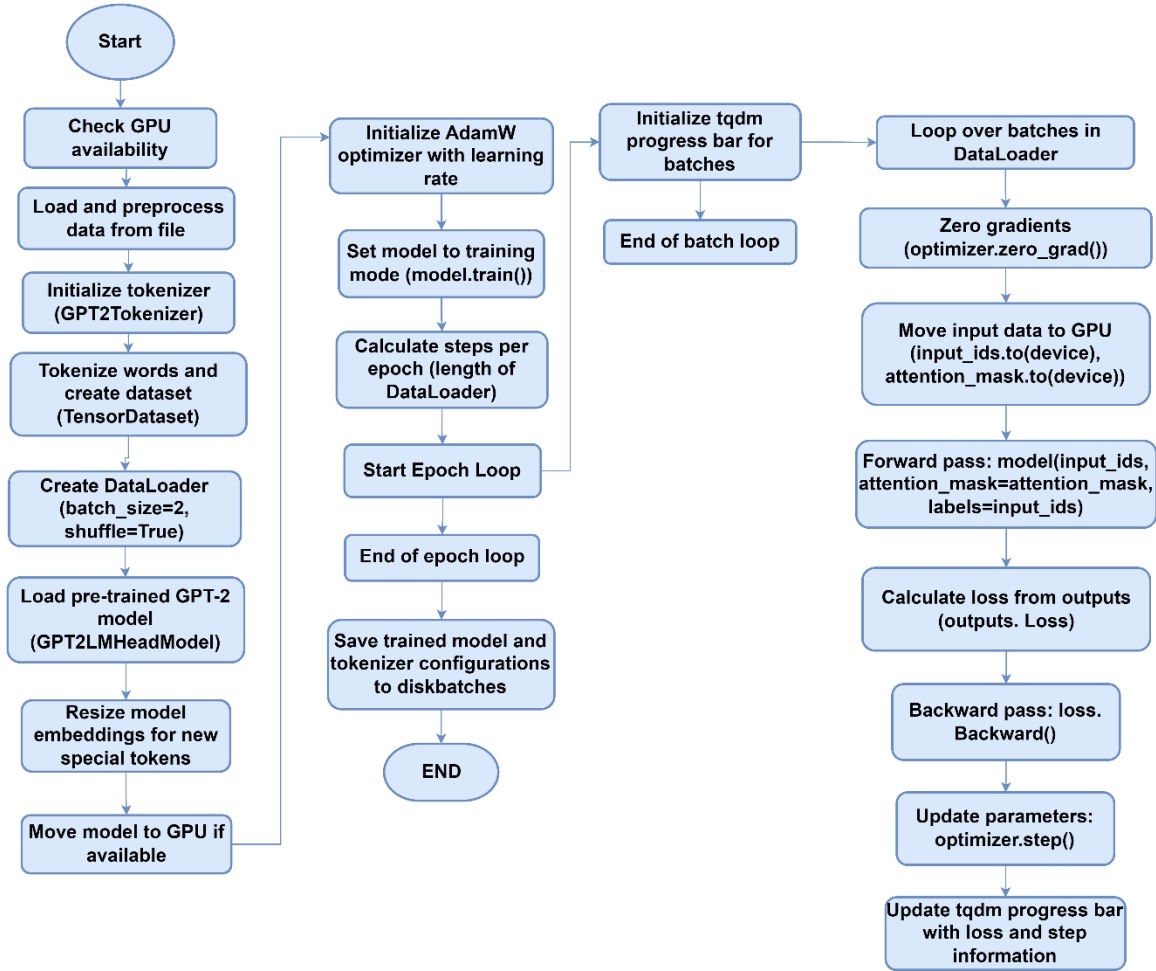 Start
Check GPU
availability
Load and preprocess
data from file
Initialize tokenizer
(GPT2Tokenizer)
Tokenize words and
create dataset
(TensorDataset)
Create DataLoader
(batch_size=2,
shuffle=True)
Load pre-trained GPT-2
model
(GPT2LMHeadModel)
Resize model
embeddings for new
special tokens
Move model to GPU if
available
Initialize AdamW
optimizer with learning
rate
Set model to training
mode (model.train())
Calculate steps per
epoch (length of
DataLoader)
Start Epoch Loop
End of epoch loop
Save trained model and
tokenizer configurations
to diskbatches
END
Initialize tqdm
progress bar for
batches
End of batch loop
Loop over batches in
DataLoader
Zero gradients
(optimizer.zero_grad())
Move input data to GPU
(input_ids.to(device),
attention_mask.to(device))
Forward pass: model(input_ids,
attention_mask=attention_mask,
labels=input_ids)
Calculate loss from outputs
(outputs. Loss)
Backward pass: loss.
Backward()
Update parameters:
optimizer.step()
Update tqdm progress bar
with loss and step
information